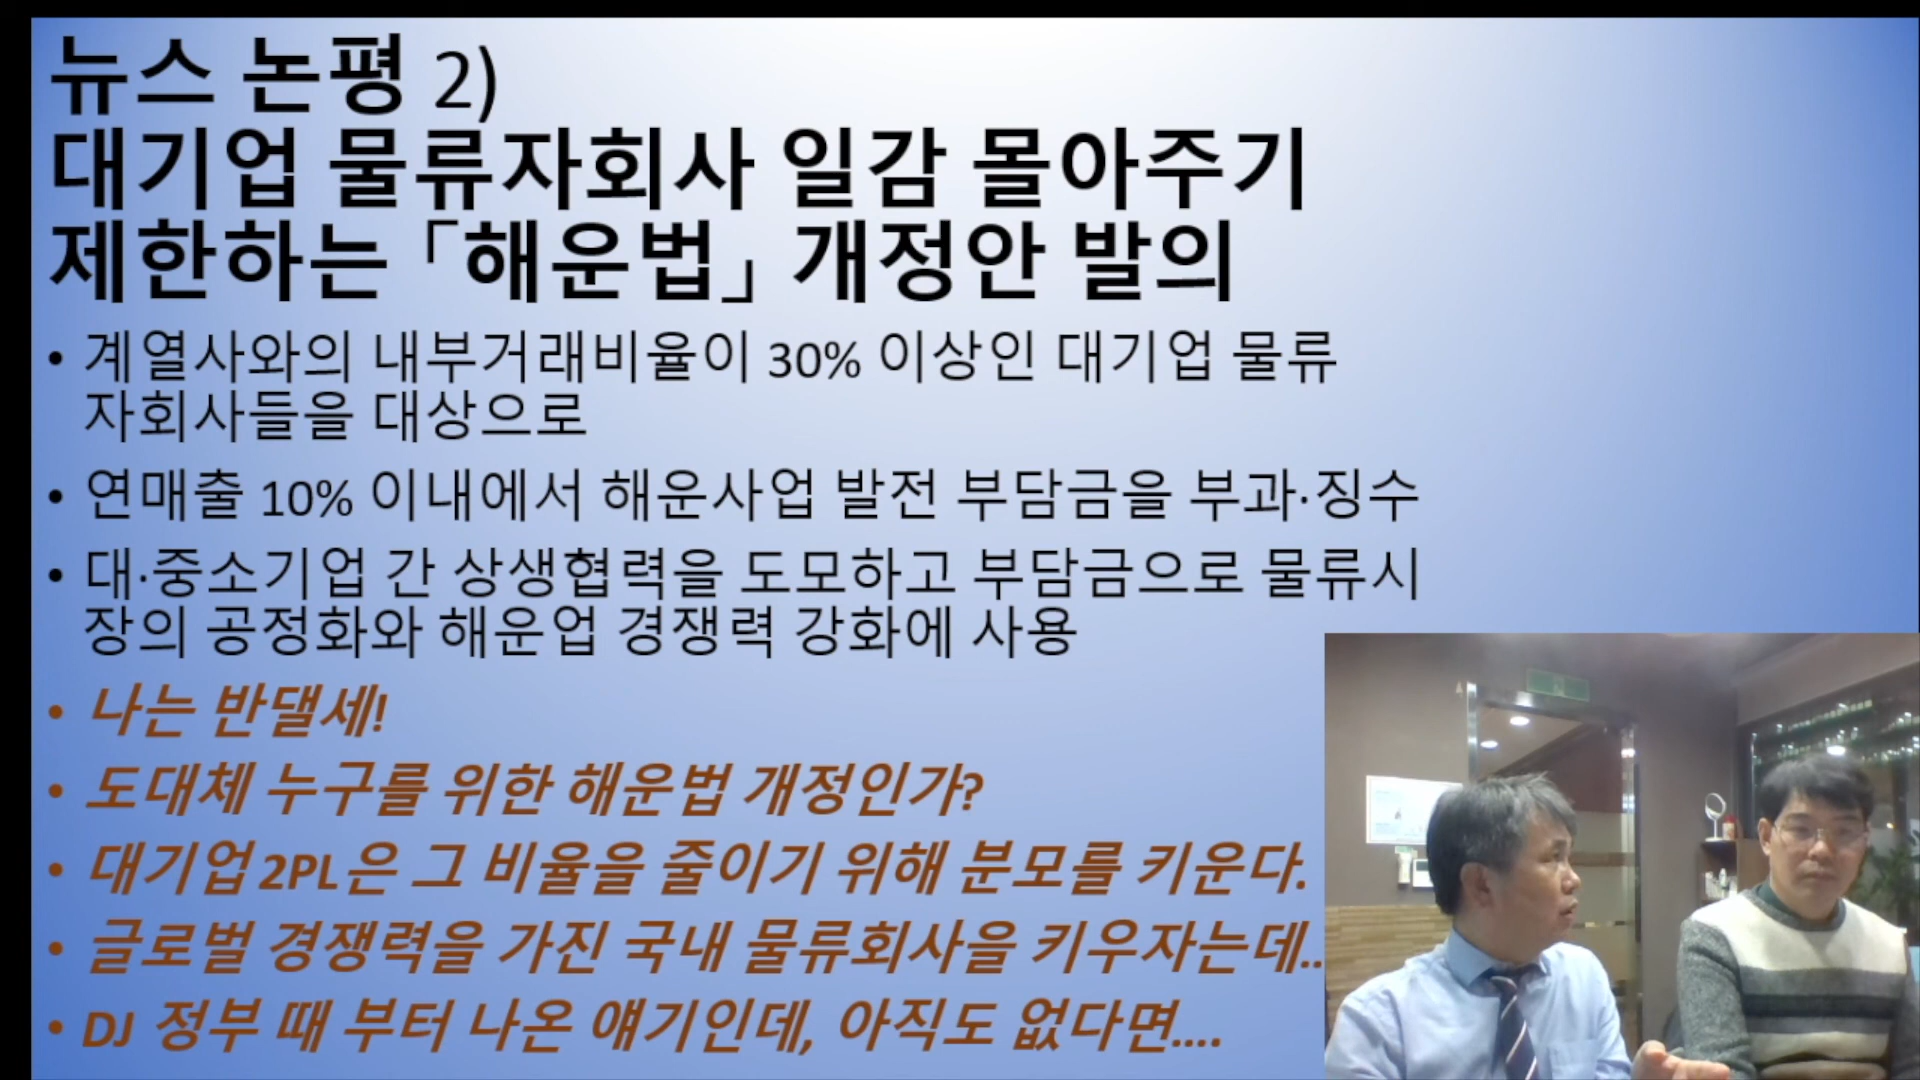 뉴스 논평 2)
대기업 물류자회사 일감 몰아주기
제한하는 「해운법」 개정안 발의
• 계열사와의 내부거래비율이 30% 이상인 대기업 물류
자회사들을 대상으로
• 연매출 10% 이내에서 해운사업 발전 부담금을 부과·징수
• 대·중소기업 간 상생협력을 도모하고 부담금으로 물류시
장의 공정화와 해운업 경쟁력 강화에 사용
• 나는 반댈세!
• 도대체 누구를 위한 해운법 개정인가?
• 대기업 2PL은 그 비율을 줄이기 위해 분모를 키운다.
• 글로벌 경쟁력을 가진 국내 물류회사을 키우자는데..
• DJ 정부 때 부터 나온 얘기인데, 아직도 없다면....